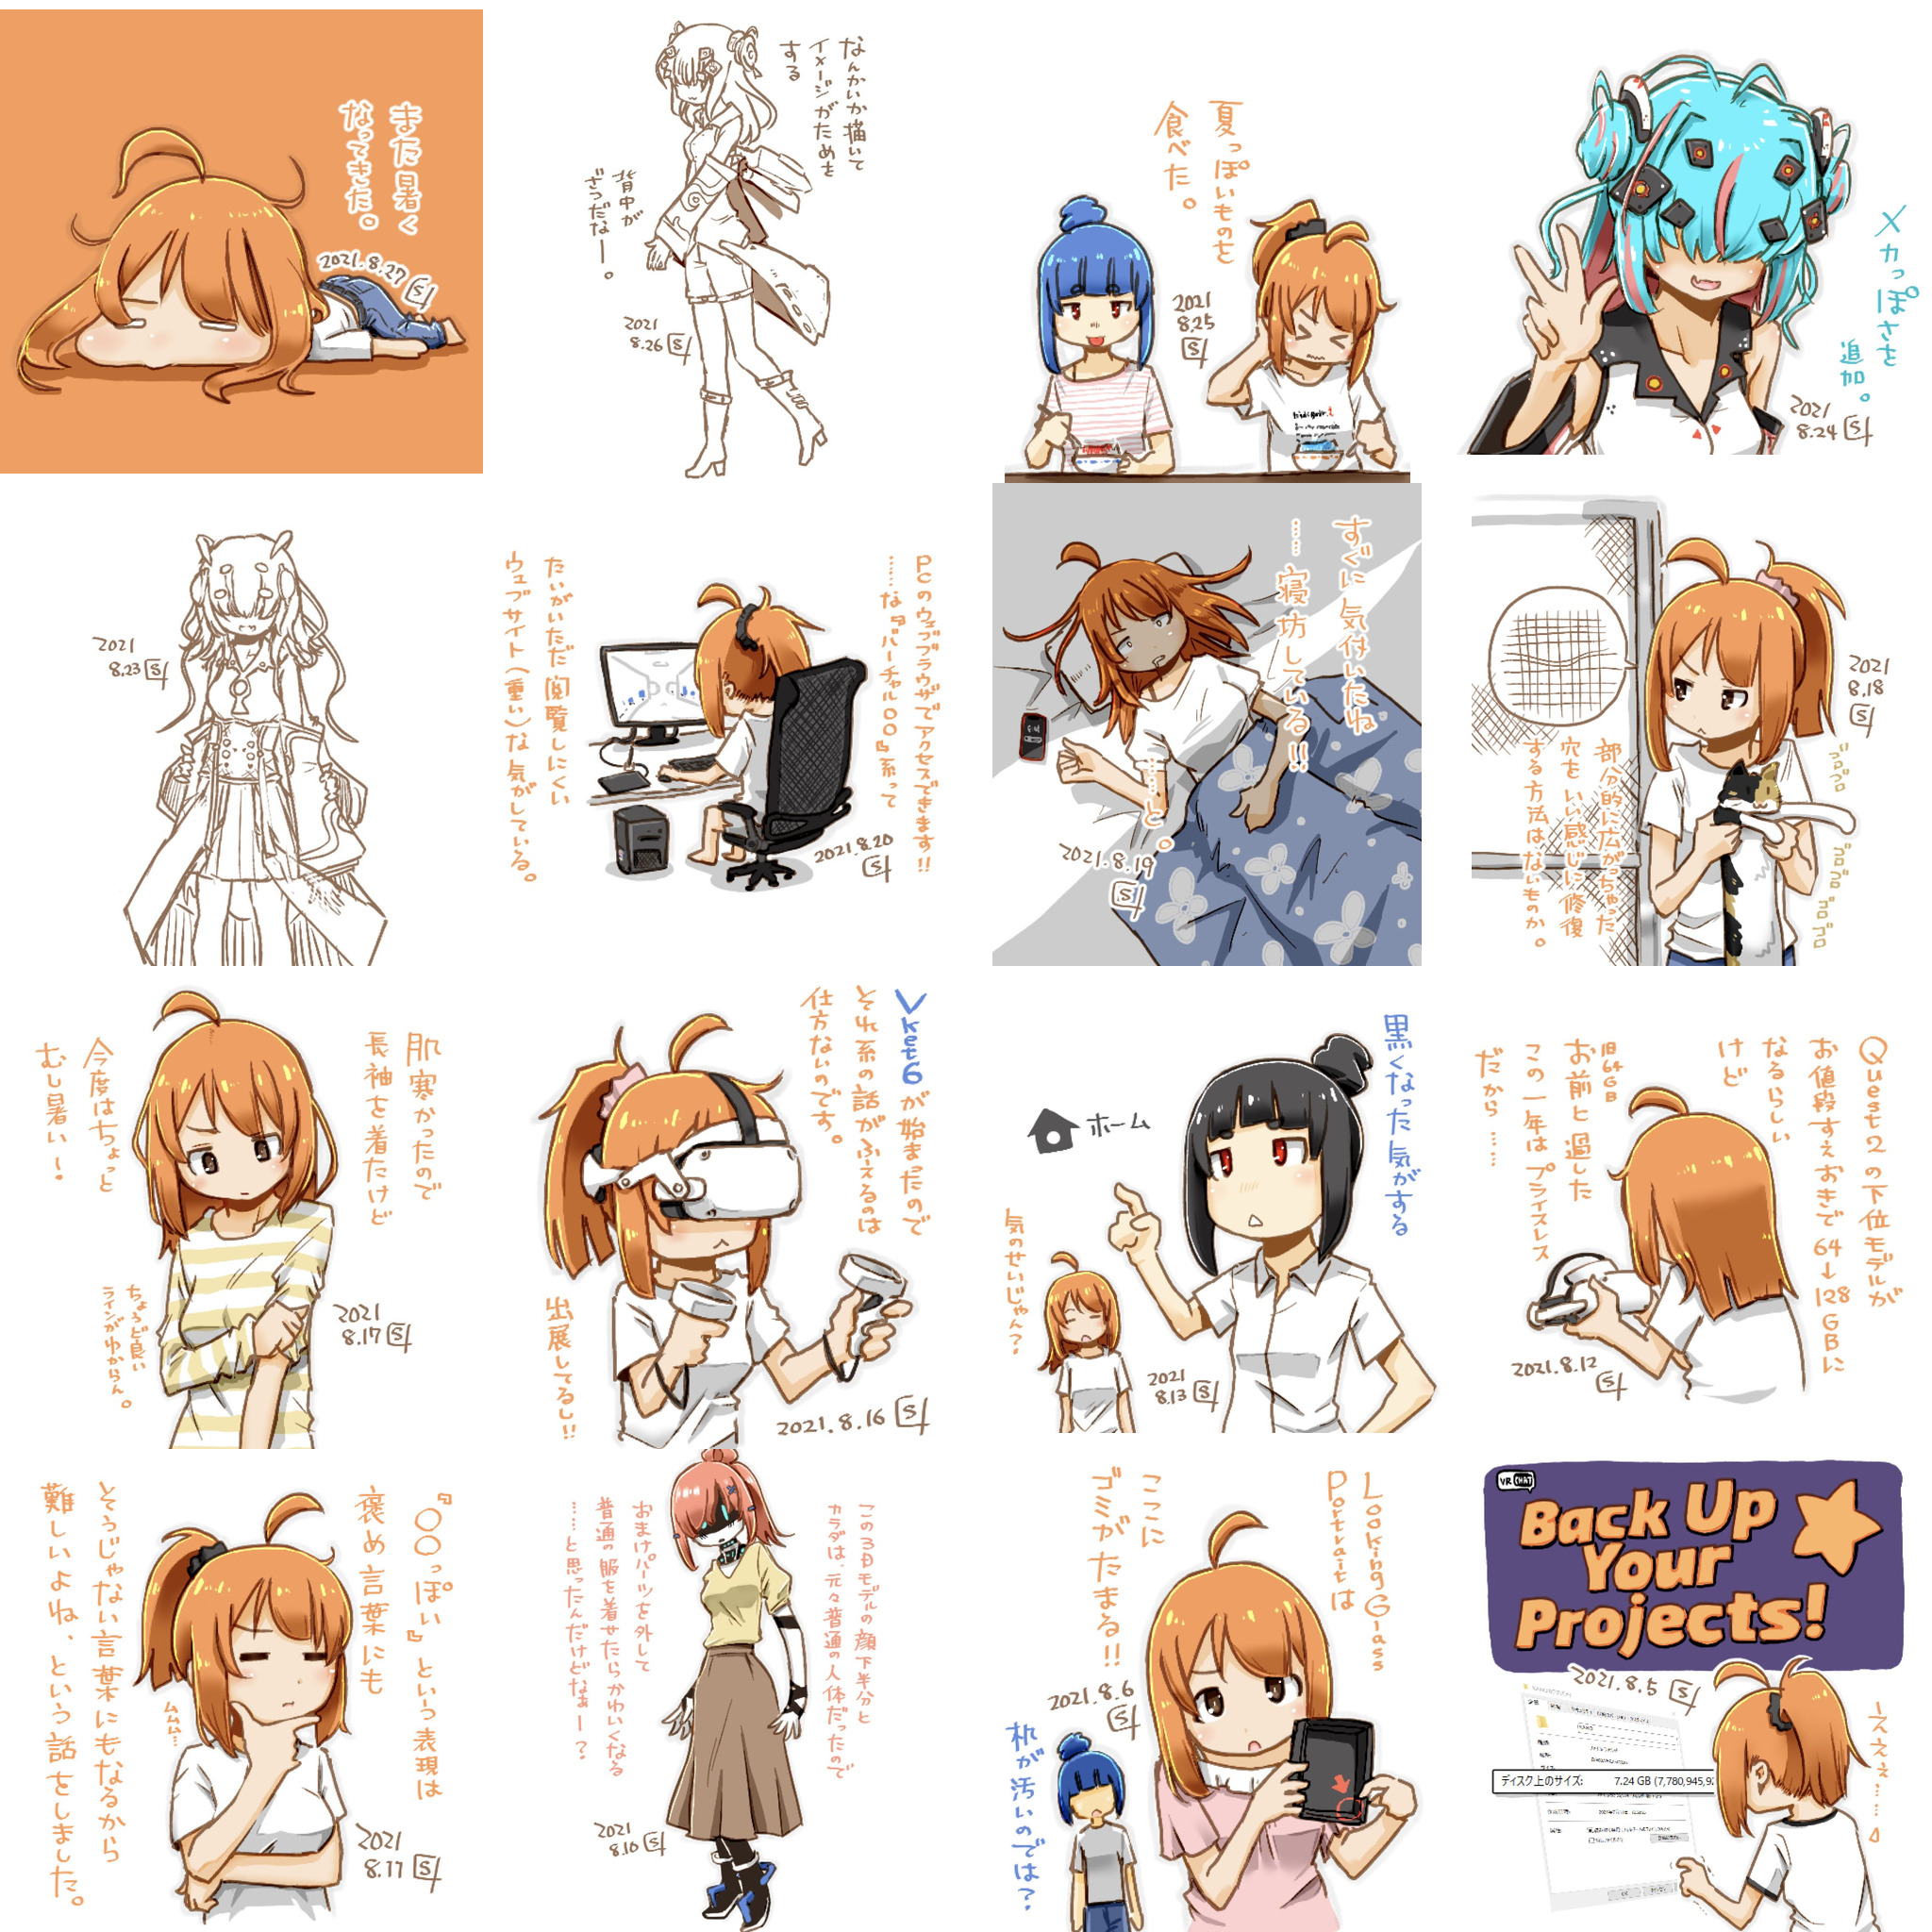 また暑く
なってきた。
2021.8.27
なんかいか描いて
イメージがためを
する
背中が
ざつだなー。
2021
8.26
夏っぽいものを
食べた。
2021
8.25
メカっぽさを
追加。
2021
8.24
2021
8.23
PCのウェブブラウザでアクセスできます!!
……な『バーチャル〇〇』系って
たいがいただ閲覧しにくい
ウェブサイト(重い)な気がしている。
2021.8.20
すぐに気付いたね
……寝坊している!!
……と。
2021.8.19
2021
8.18
部分的に広がっちゃった
穴をいい感じに修復
する方法はないものか。
ゴロゴロ
ゴロゴロ
ゴロゴロ
肌寒かったので
長袖を着たけど
今度はちょっと
むし暑い!
ちょうど良い
ラインがわからん。
2021
8.17
Vket6が始まったので
それ系の話がふえるのは
仕方ないのです。
出展してるし!!
2021.8.16
黒くなった気がする
ホーム
気のせいじゃん?
2021
8.13
Quest2の下位モデルが
お値段すえおきで64→128GBに
なるらしい
けど
旧64GB
お前と過した
この一年はプライスレス
だから……
2021.8.12
『〇〇っぽい』という表現は
褒め言葉にも
そうじゃない言葉にもなるから
難しいよね、という話をしました。
ムムム…
2021
8.11
この3Dモデルの顔下半分と
カラダは、元々普通の人体だったので
おまけパーツを外して
普通の服を着せたらかわいくなる
……と思ったんだけどなぁー?
2021
8.10
Looking Glass
Portraitは
ここに
ゴミがたまる!!
2021.8.6
机が汚いのでは?
VR CHAT
Back Up
Your
Projects!
2021.8.5
ディスク上のサイズ: 7.24 GB (7,780,945,92